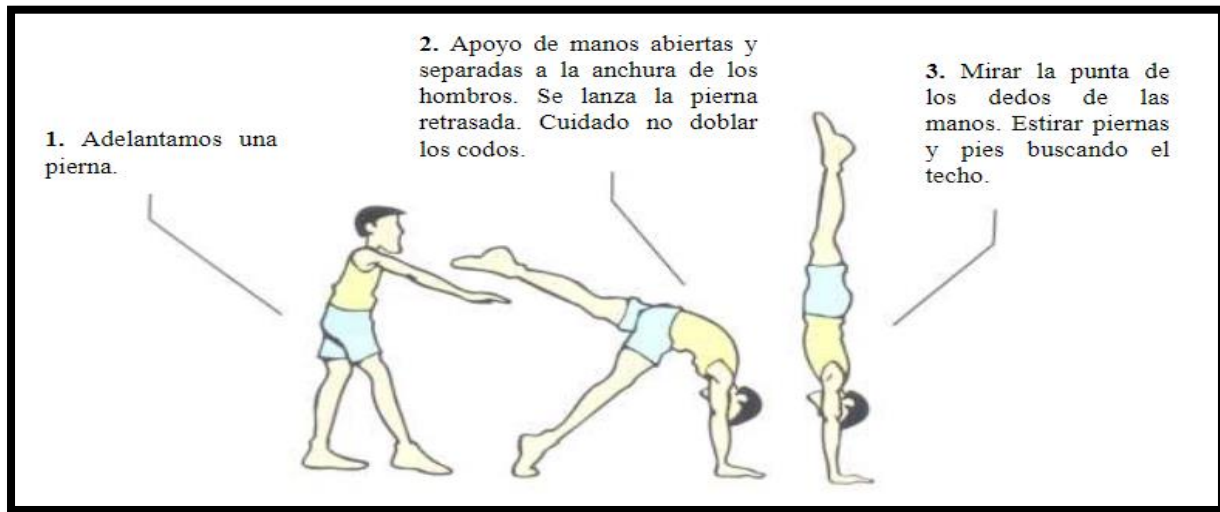 1. Adelantamos una
pierna.
2. Apoyo de manos abiertas y
separadas a la anchura de los
hombros. Se lanza la pierna
retrasada. Cuidado no doblar
los codos.
3. Mirar la punta de
los dedos de las
manos. Estirar piernas
y pies buscando el
techo.